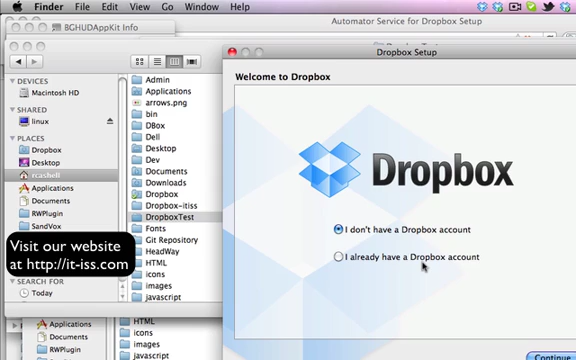 Finder File Edit View Go Window Help
BGHUDAppKit Info
Automator Service for Dropbox Setup
Dropbox Setup
DEVICES
Macintosh HD
SHARED
linux
PLACES
Dropbox
Desktop
rcashell
Applications
Documents
RWPlugin
SandVox
SEARCH FOR
Today
Admin
Applications
arrows.png
bin
DBox
Dell
Desktop
Dev
Documents
Downloads
Dropbox
Dropbox-itiss
DropboxTest
Fonts
Git Repository
HeadWay
HTML
icons
images
javascript
Welcome to Dropbox
Dropbox
I don't have a Dropbox account
I already have a Dropbox account
Continue
Visit our website
at http://it-iss.com
Applications
Documents
RWPlugin
HTML
icons
images
javascript